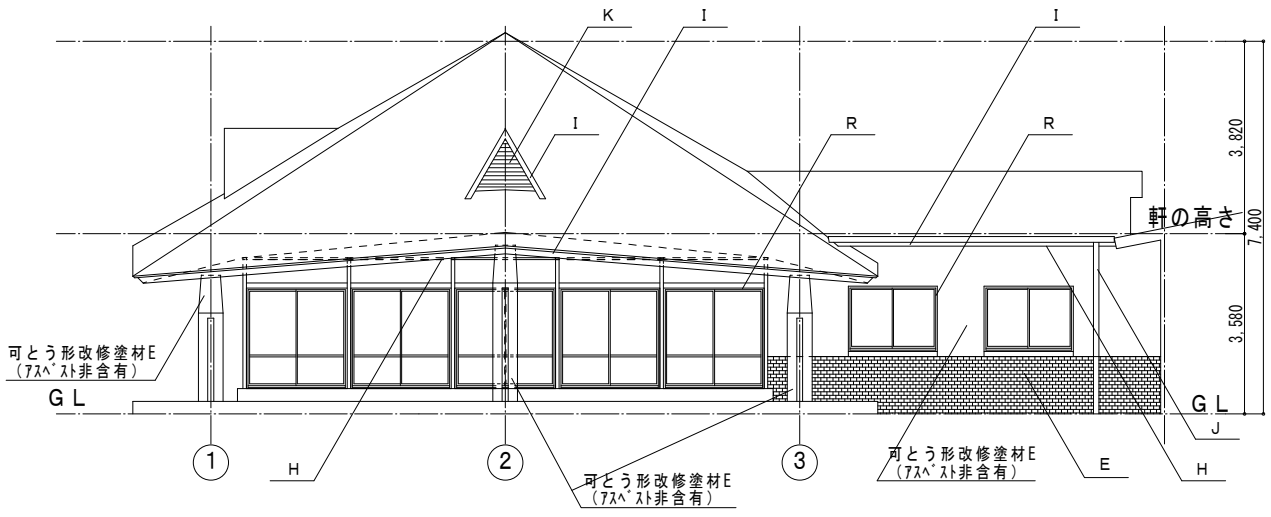 K
I
I
I
R
R
3,820
軒の高さ
7,400
3,580
可とう形改修塗材E
(アスベスト非含有)
GL
GL
J
1
2
3
H
可とう形改修塗材E
(アスベスト非含有)
可とう形改修塗材E
(アスベスト非含有)
E
H